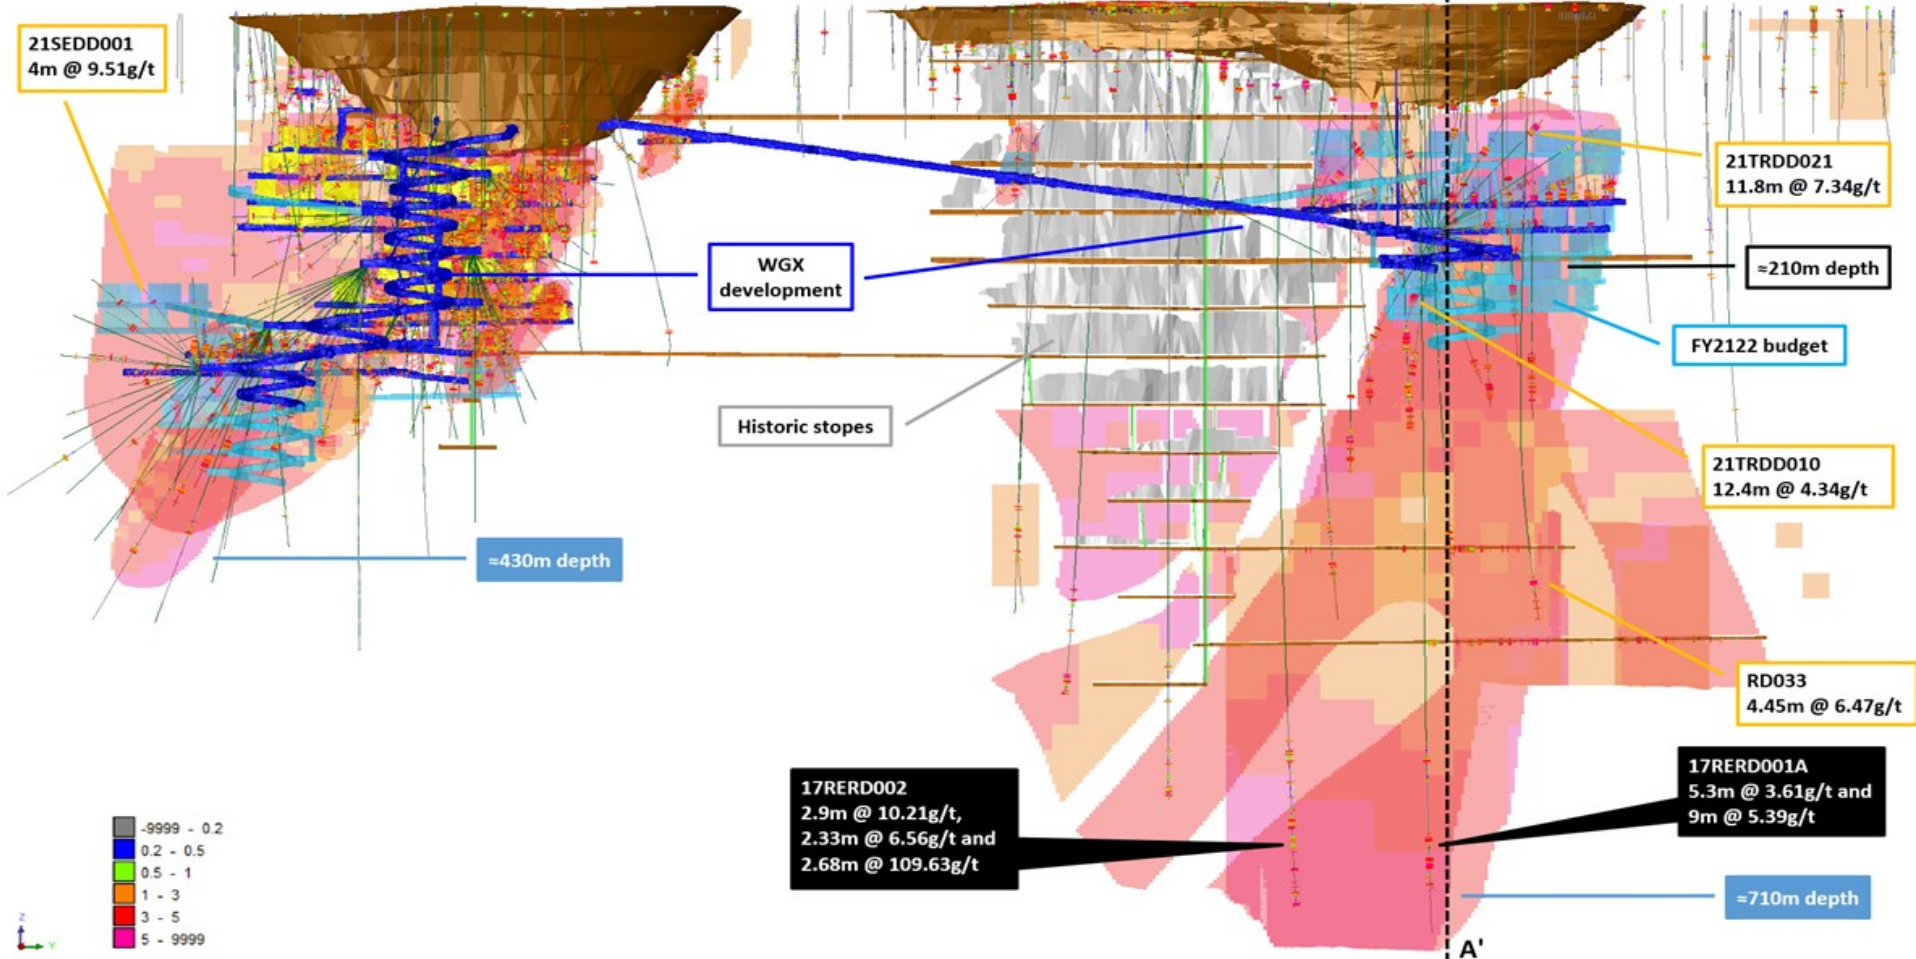 21SEDD001
4m @ 9.51g/t
21TRDD021
11.8m @ 7.34g/t
WGX
development
≈210m depth
FY2122 budget
Historic stopes
21TRDD010
12.4m @ 4.34g/t
≈430m depth
RD033
4.45m @ 6.47g/t
17RERD002
2.9m @ 10.21g/t,
2.33m @ 6.56g/t and
2.68m @ 109.63g/t
17RERD001A
5.3m @ 3.61g/t and
9m @ 5.39g/t
≈710m depth
-9999 - 0.2
0.2 - 0.5
0.5 - 1
1 - 3
3 - 5
5 - 9999
Z
Y
A'